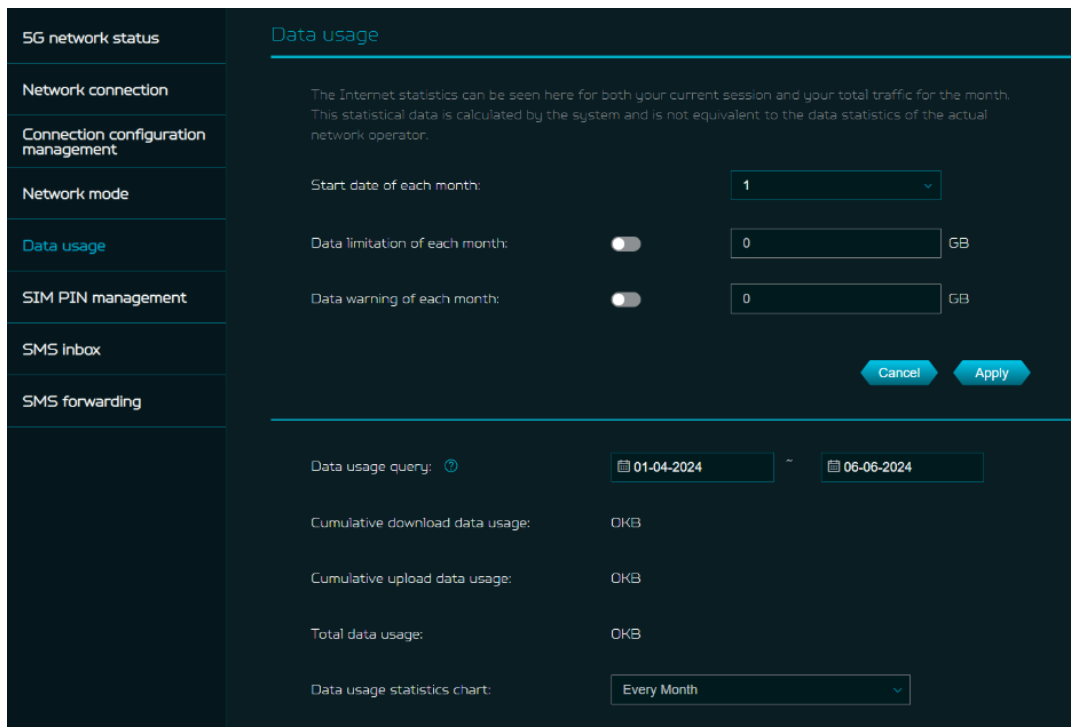 5G network status
Network connection
Connection configuration
management
Network mode
Data usage
SIM PIN management
SMS inbox
SMS forwarding
Data usage
The Internet statistics can be seen here for both your current session and your total traffic for the month.
This statistical data is calculated by the system and is not equivalent to the data statistics of the actual
network operator.
Start date of each month: 1
Data limitation of each month: 0 GB
Data warning of each month: 0 GB
Cancel Apply
Data usage query: ? 01-04-2024 ~ 06-06-2024
Cumulative download data usage: 0KB
Cumulative upload data usage: 0KB
Total data usage: 0KB
Data usage statistics chart: Every Month